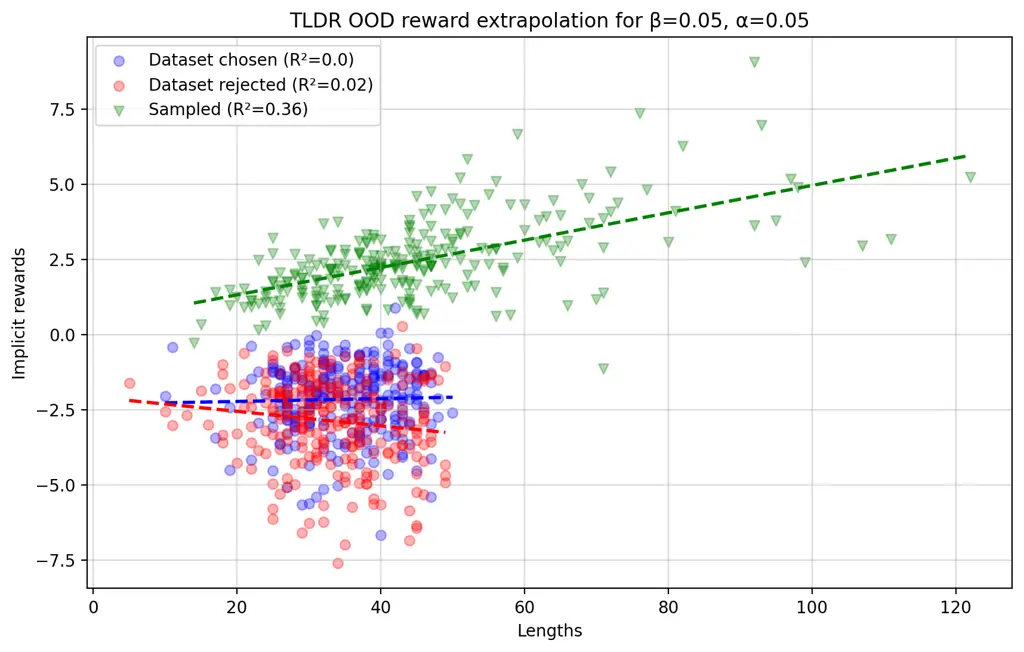 TLDR OOD reward extrapolation for β=0.05, α=0.05
Dataset chosen (R²=0.0)
Dataset rejected (R²=0.02)
Sampled (R²=0.36)
Implicit rewards
7.5
5.0
2.5
0.0
−2.5
−5.0
−7.5
0 20 40 60 80 100 120
Lengths